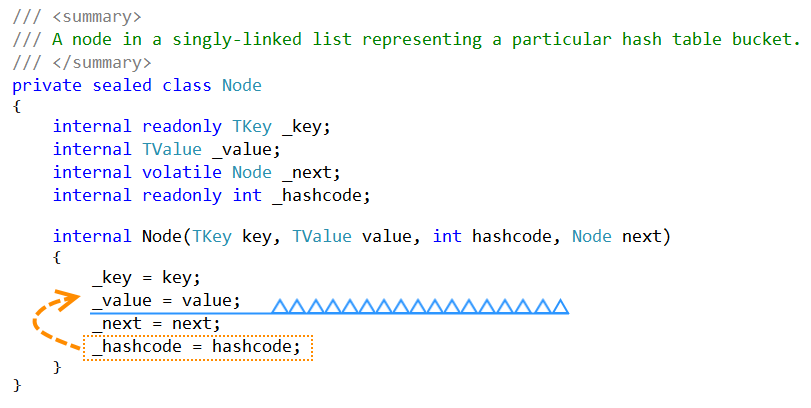 /// <summary>
/// A node in a singly-linked list representing a particular hash table bucket.
/// </summary>
private sealed class Node
{
    internal readonly TKey _key;
    internal TValue _value;
    internal volatile Node _next;
    internal readonly int _hashcode;

    internal Node(TKey key, TValue value, int hashcode, Node next)
    {
        _key = key;
        _value = value;
        _next = next;
        _hashcode = hashcode;
    }
}